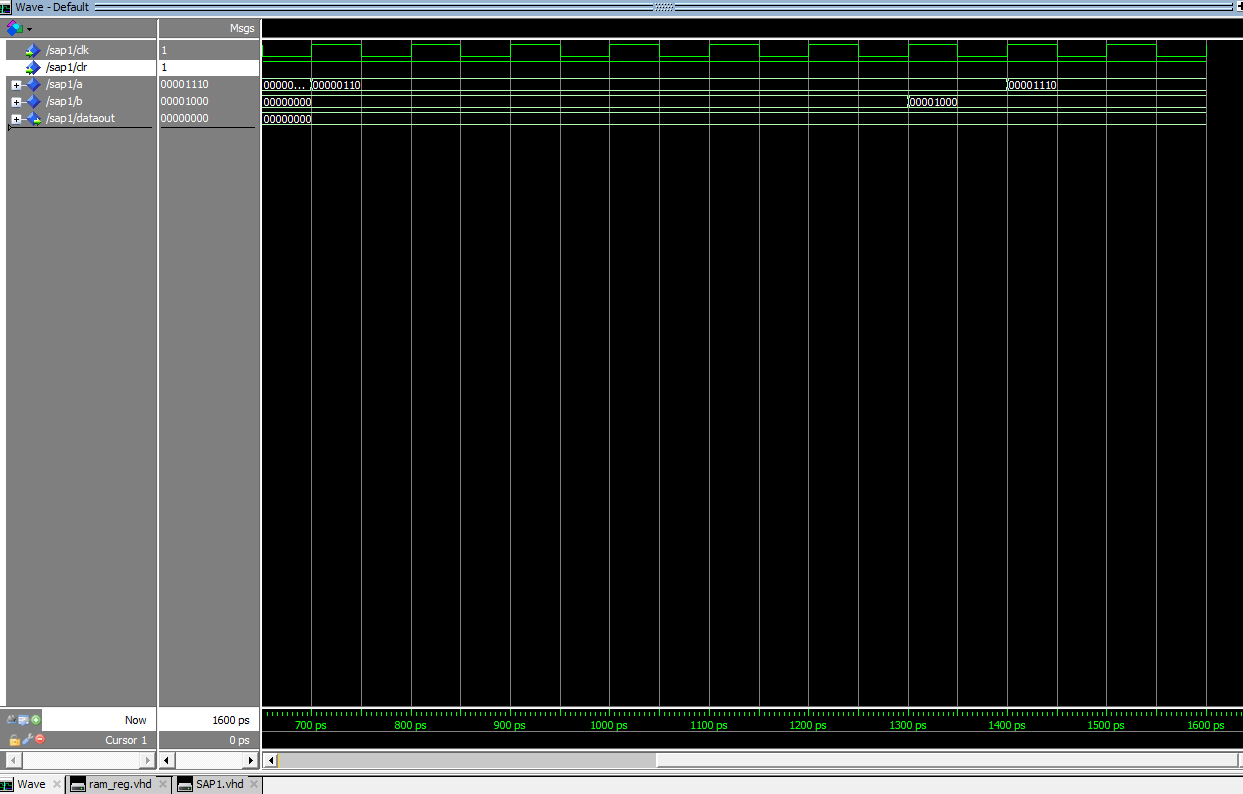 Wave - Default
Msgs
/sap1/clk 1
/sap1/clr 1
/sap1/a 00001110 00000... 00000110 00001110
/sap1/b 00001000 00000000 00001000
/sap1/dataout 00000000 00000000
Now 1600 ps 700 ps 800 ps 900 ps 1000 ps 1100 ps 1200 ps 1300 ps 1400 ps 1500 ps 1600 ps
Cursor 1 0 ps
Wave ram_reg.vhd SAP1.vhd